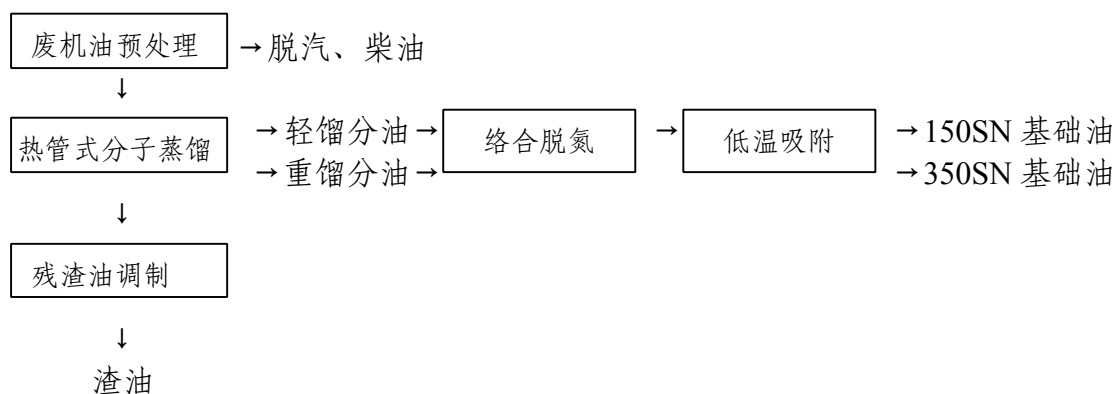 废机油预处理 →脱汽、柴油
↓
热管式分子蒸馏 →轻馏分油→ 络合脱氮 → 低温吸附 →150SN 基础油
→重馏分油→ →350SN 基础油
↓
残渣油调制
↓
渣油